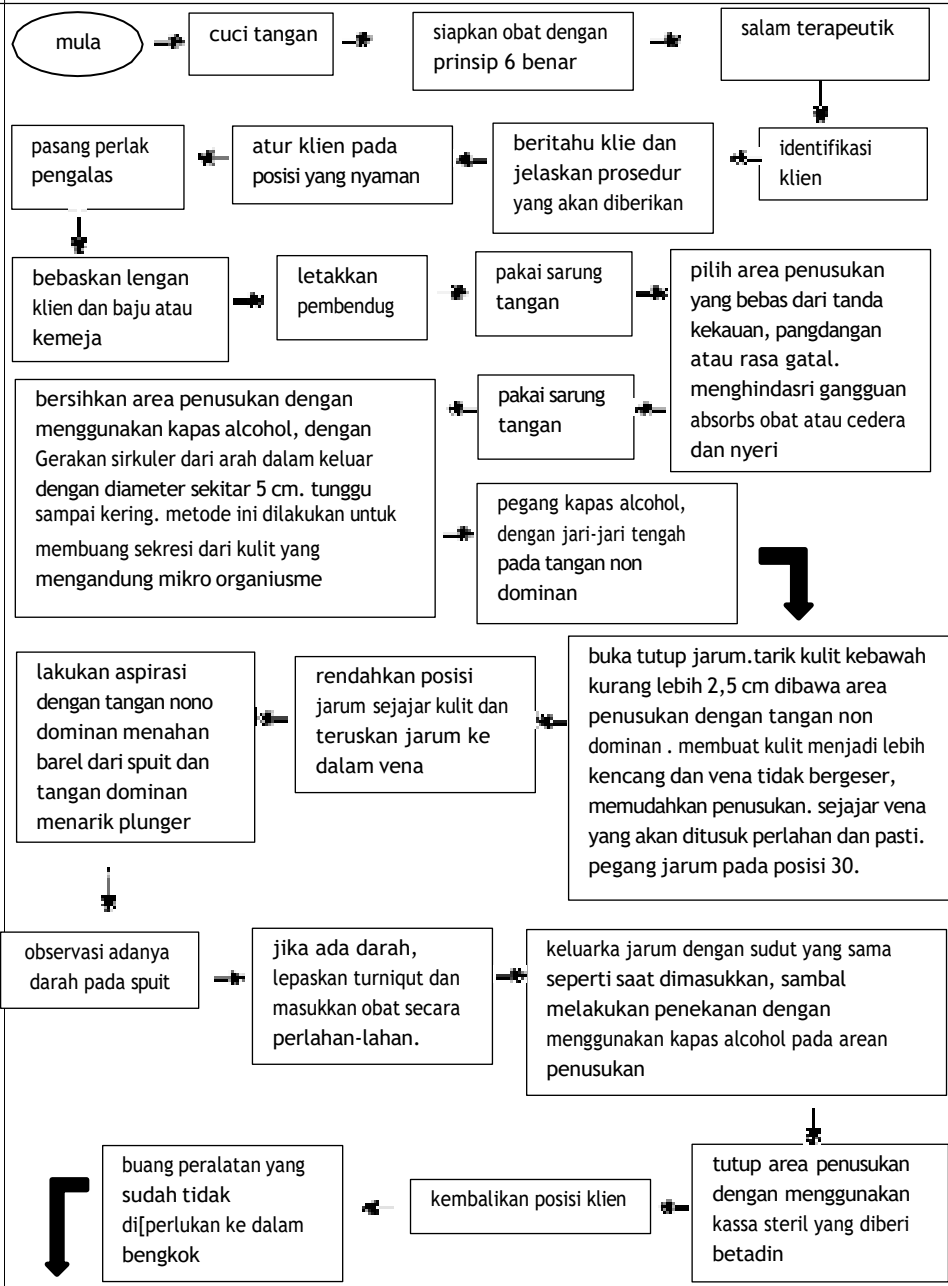 mula
cuci tangan
siapkan obat dengan
prinsip 6 benar
salam terapeutik
identifikasi
klien
beritahu klie dan
jelaskan prosedur
yang akan diberikan
atur klien pada
posisi yang nyaman
pasang perlak
pengalas
bebaskan lengan
klien dan baju atau
kemeja
letakkan
pembendug
pakai sarung
tangan
pilih area penusukan
yang bebas dari tanda
kekauan, pangdangan
atau rasa gatal.
menghindasri gangguan
absorbs obat atau cedera
dan nyeri
pakai sarung
tangan
bersihkan area penusukan dengan
menggunakan kapas alcohol, dengan
Gerakan sirkuler dari arah dalam keluar
dengan diameter sekitar 5 cm. tunggu
sampai kering. metode ini dilakukan untuk
membuang sekresi dari kulit yang
mengandung mikro organiusme
pegang kapas alcohol,
dengan jari-jari tengah
pada tangan non
dominan
buka tutup jarum.tarik kulit kebawah
kurang lebih 2,5 cm dibawa area
penusukan dengan tangan non
dominan . membuat kulit menjadi lebih
kencang dan vena tidak bergeser,
memudahkan penusukan. sejajar vena
yang akan ditusuk perlahan dan pasti.
pegang jarum pada posisi 30.
rendahkan posisi
jarum sejajar kulit dan
teruskan jarum ke
dalam vena
lakukan aspirasi
dengan tangan nono
dominan menahan
barel dari spuit dan
tangan dominan
menarik plunger
observasi adanya
darah pada spuit
jika ada darah,
lepaskan turniqut dan
masukkan obat secara
perlahan-lahan.
keluarka jarum dengan sudut yang sama
seperti saat dimasukkan, sambal
melakukan penekanan dengan
menggunakan kapas alcohol pada arean
penusukan
tutup area penusukan
dengan menggunakan
kassa steril yang diberi
betadin
kembalikan posisi klien
buang peralatan yang
sudah tidak
di[perlukan ke dalam
bengkok